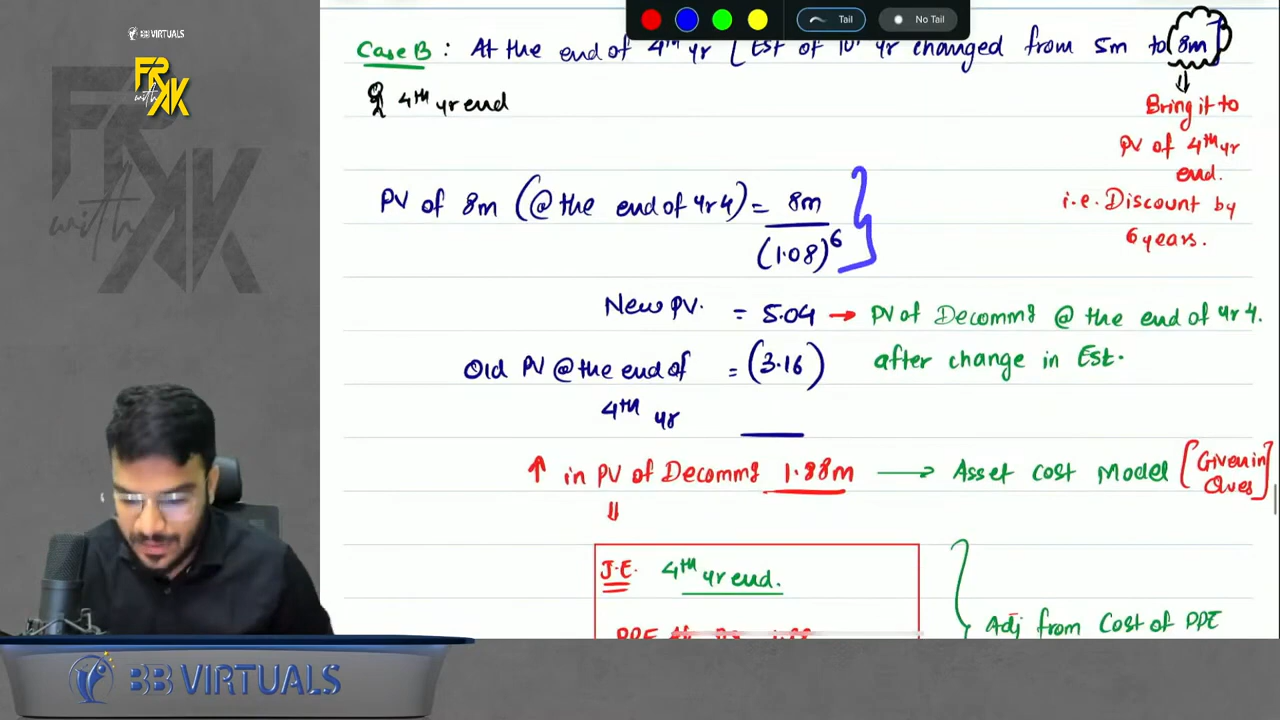 BB VIRTUALS
FR
with
AK
Tail
No Tail
Case B : At the end of 4th yr [Est of 10th yr changed from 5m to 8m]
@ 4th yr end
Bring it to
PV of 4th yr
end.
i.e. Discount by
6 years.
PV of 8m (@ the end of yr 4) = 8m
(1.08)^6
New PV. = 5.04 → PV of Decommg @ the end of yr 4.
after change in Est.
Old PV @ the end of = (3.16)
4th yr
↑ in PV of Decommg 1.88m → Asset Cost Model [Given in
Ques]
⇓
J.E. 4th yr end.
Adj from Cost of PPE
BB VIRTUALS